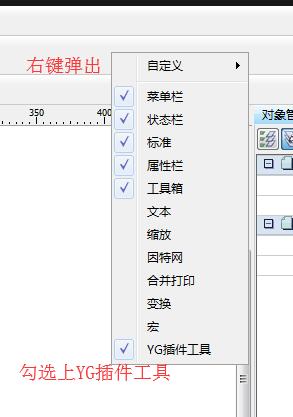 右键弹出
自定义
菜单栏
350
400
状态栏
对象管
标准
属性栏
工具箱
文本
缩放
因特网
合并打印
变换
宏
YG插件工具
勾选上YG插件工具